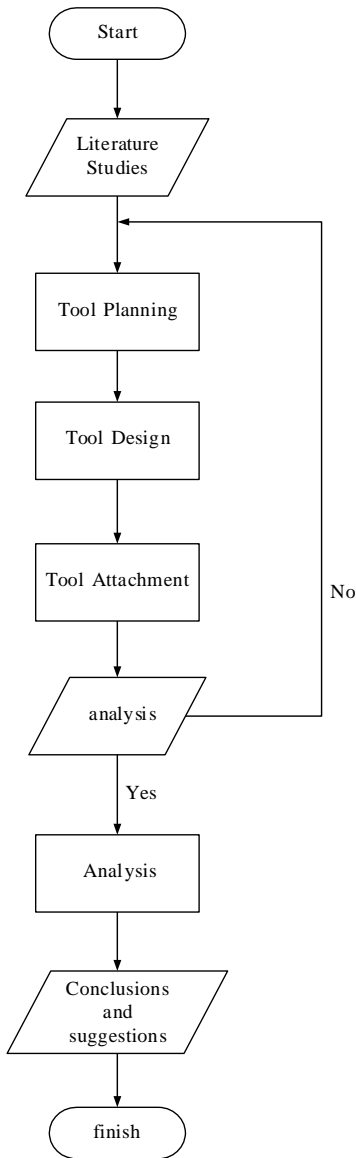 Start
Literature
Studies
Tool Planning
Tool Design
Tool Attachment
No
analysis
Yes
Analysis
Conclusions
and
suggestions
finish